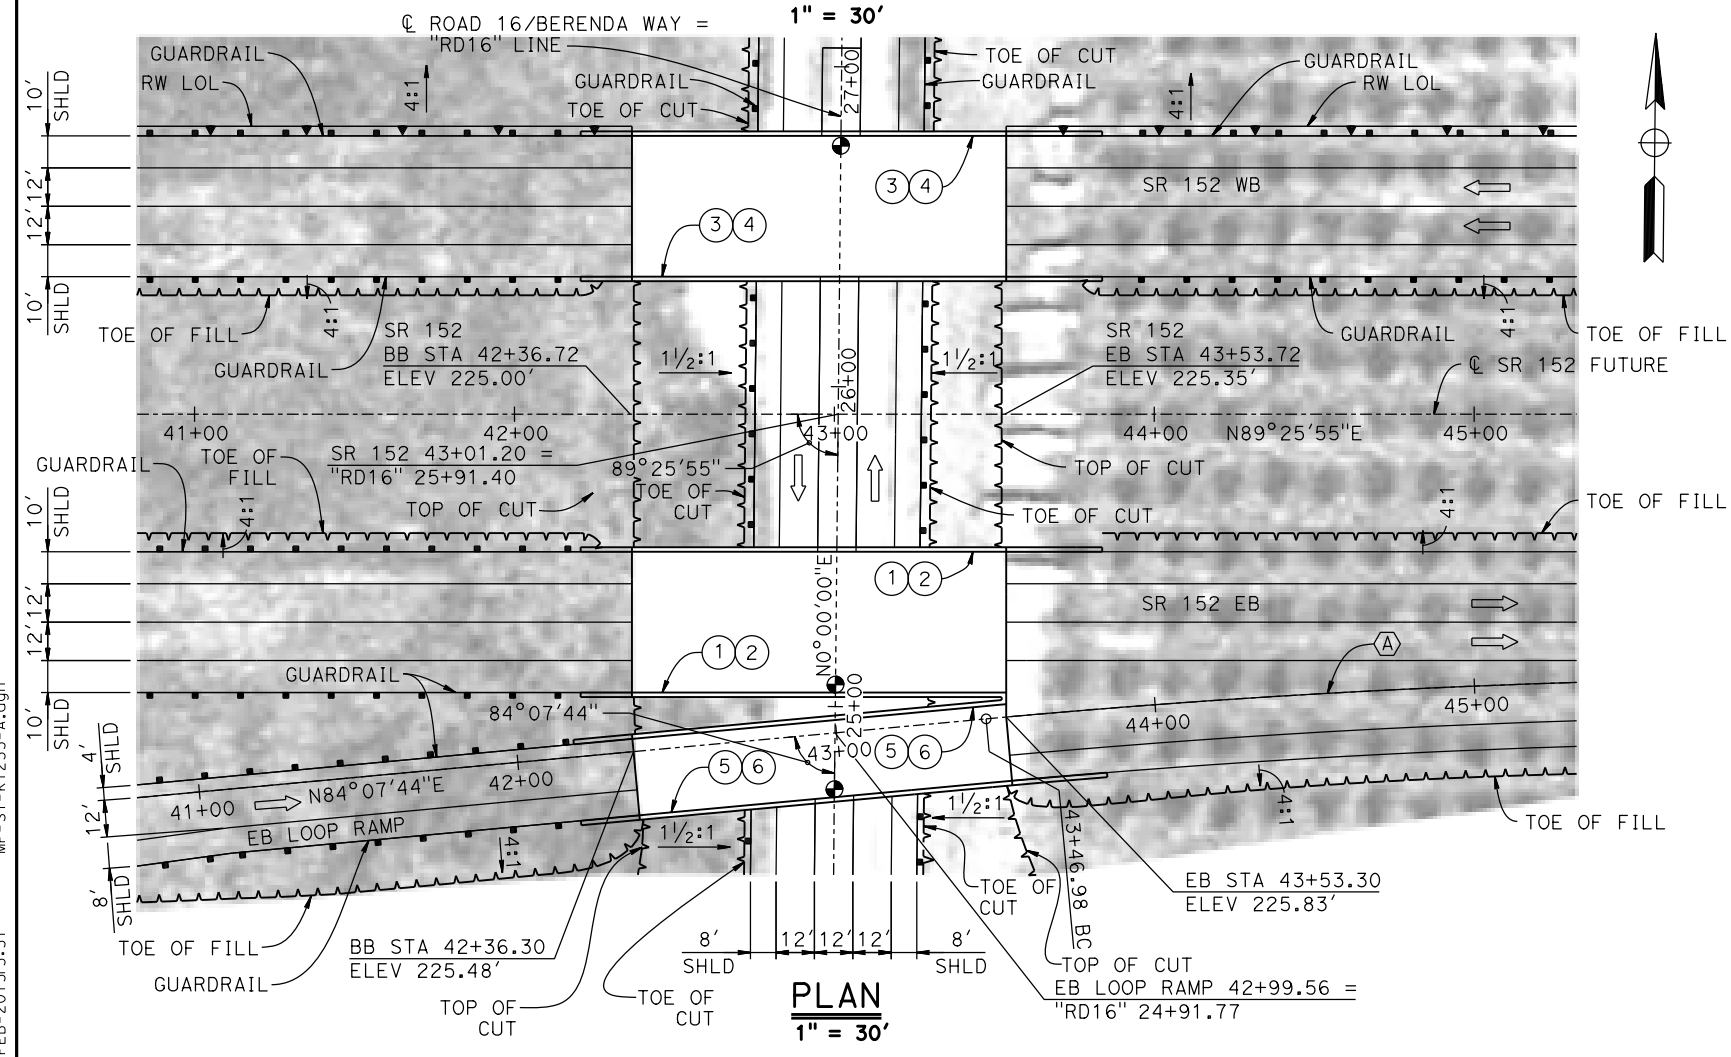 1" = 30'
℄ ROAD 16/BERENDA WAY =
"RD16" LINE
GUARDRAIL
RW LOL
10'
SHLD
4:1
GUARDRAIL
TOE OF CUT
27+00
TOE OF CUT
GUARDRAIL
4:1
GUARDRAIL
RW LOL
3 4
SR 152 WB
12'
12'
3 4
10'
SHLD
TOE OF FILL
4:1
GUARDRAIL
SR 152
BB STA 42+36.72
ELEV 225.00'
1½:1
26+00
1½:1
SR 152
EB STA 43+53.72
ELEV 225.35'
GUARDRAIL
4:1
TOE OF FILL
℄ SR 152 FUTURE
41+00
42+00
43+00
44+00
N89°25'55"E
45+00
GUARDRAIL
TOE OF
FILL
SR 152 43+01.20 =
"RD16" 25+91.40
89°25'55"
TOP OF CUT
TOE OF
CUT
TOP OF CUT
TOE OF CUT
4:1
TOE OF FILL
10'
SHLD
4:1
1 2
N0°00'00"E
SR 152 EB
12'
12'
1 2
A
GUARDRAIL
10'
SHLD
84°07'44"
25+00
44+00
45+00
4'
SHLD
41+00
42+00
43+00
5 6
5 6
N84°07'44"E
12'
EB LOOP RAMP
1½:1
1½:1
4:1
4:1
TOE OF FILL
8'
SHLD
43+46.98 BC
TOE OF
CUT
EB STA 43+53.30
ELEV 225.83'
TOE OF FILL
GUARDRAIL
BB STA 42+36.30
ELEV 225.48'
8'
SHLD
12'
12'
12'
8'
SHLD
TOP OF CUT
EB LOOP RAMP 42+99.56 =
"RD16" 24+91.77
TOP OF
CUT
TOE OF
CUT
PLAN
1" = 30'